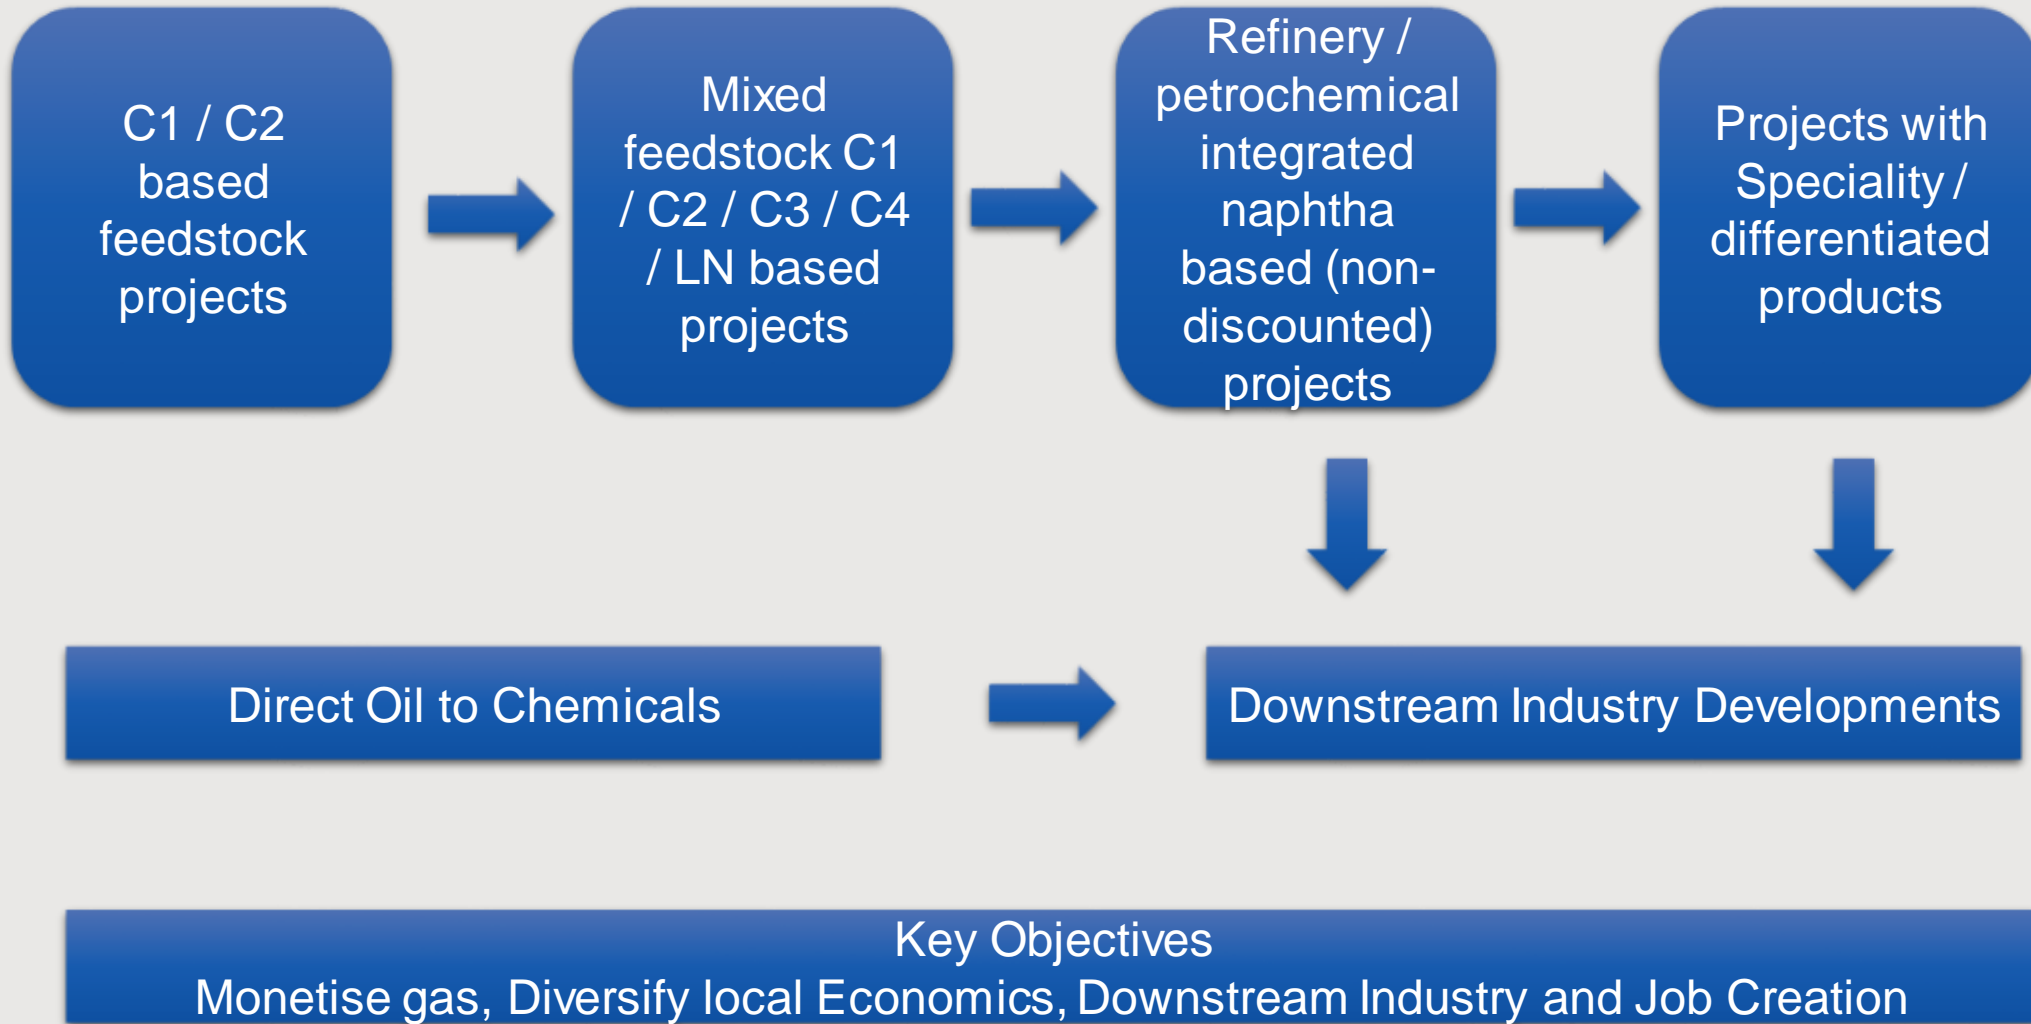 C1 / C2
based
feedstock
projects
Mixed
feedstock C1
/ C2 / C3 / C4
/ LN based
projects
Refinery /
petrochemical
integrated
naphtha
based (non-
discounted)
projects
Projects with
Speciality /
differentiated
products
Direct Oil to Chemicals
Downstream Industry Developments
Key Objectives
Monetise gas, Diversify local Economics, Downstream Industry and Job Creation